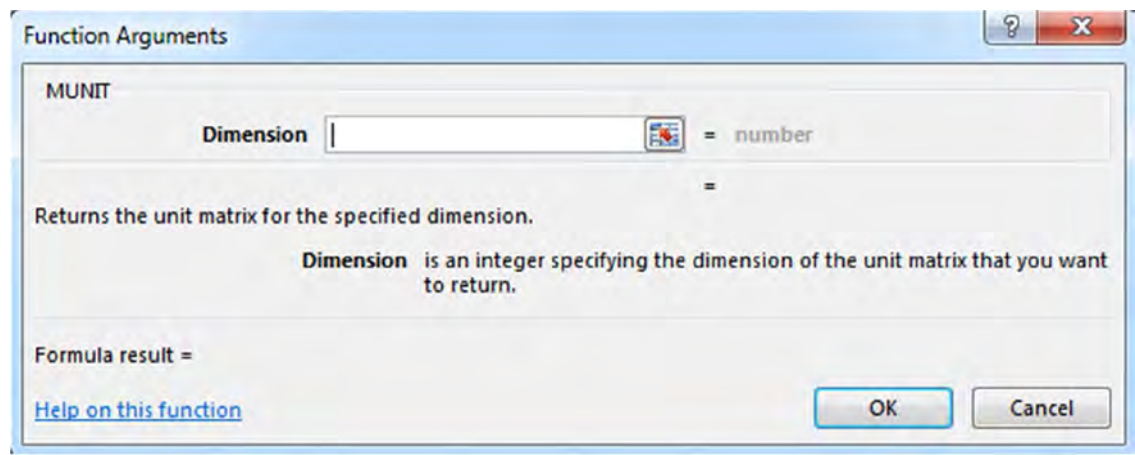 Function Arguments
?
X
MUNIT
Dimension
= number
=
Returns the unit matrix for the specified dimension.
Dimension is an integer specifying the dimension of the unit matrix that you want
to return.
Formula result =
Help on this function
OK
Cancel